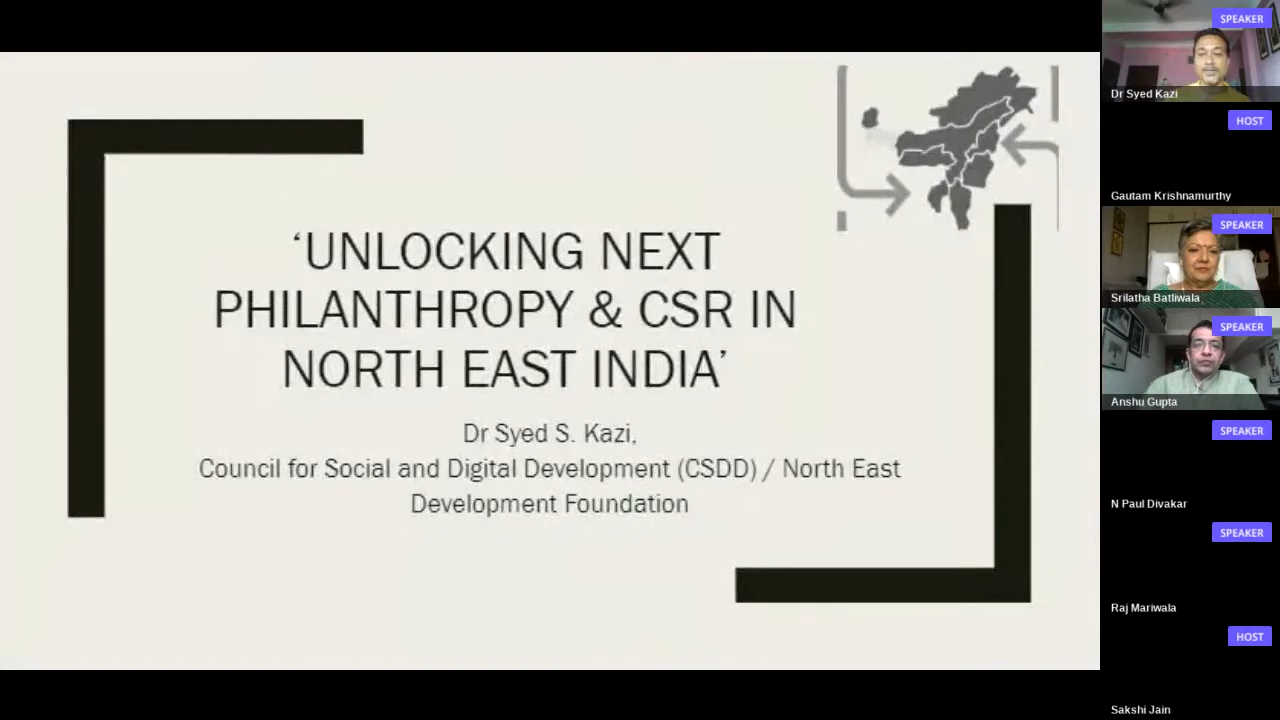 ‘UNLOCKING NEXT
PHILANTHROPY & CSR IN
NORTH EAST INDIA’
Dr Syed S. Kazi,
Council for Social and Digital Development (CSDD) / North East
Development Foundation
SPEAKER
Dr Syed Kazi
HOST
Gautam Krishnamurthy
SPEAKER
Srilatha Batliwala
SPEAKER
Anshu Gupta
SPEAKER
N Paul Divakar
SPEAKER
Raj Mariwala
HOST
Sakshi Jain